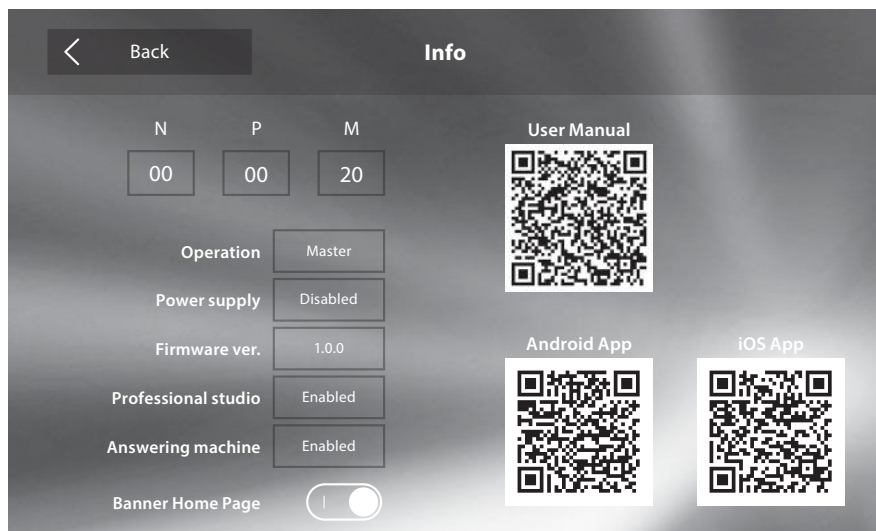 Back
Info
N P M
00 00 20
Operation Master
Power supply Disabled
Firmware ver. 1.0.0
Professional studio Enabled
Answering machine Enabled
Banner Home Page
User Manual
Android App
iOS App